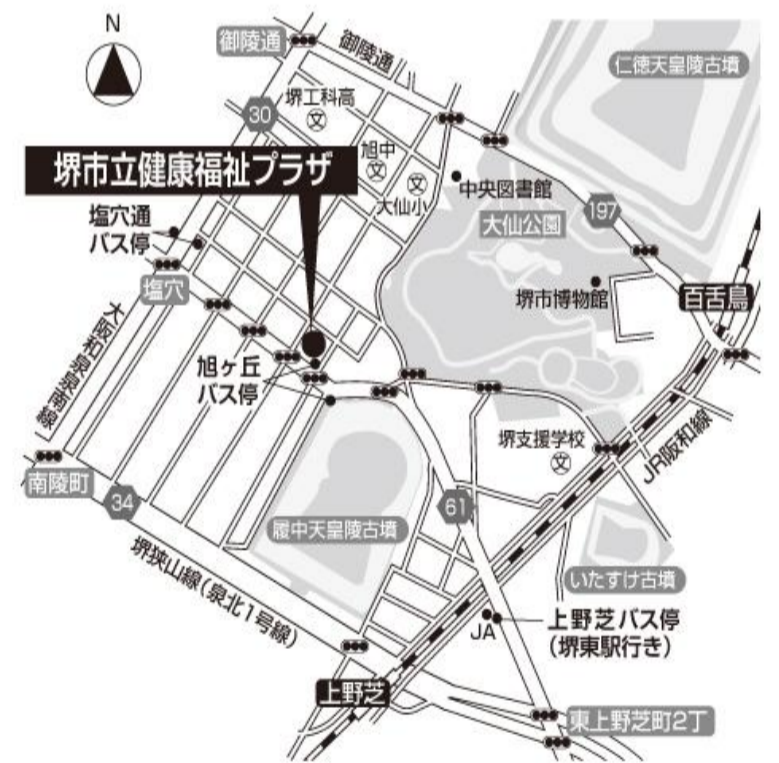 N
御陵通
御陵通
仁徳天皇陵古墳
堺工科高
文
30
旭中
文
堺市立健康福祉プラザ
文
大仙小
中央図書館
197
大仙公園
塩穴通
バス停
塩穴
堺市博物館
百舌鳥
大阪和泉泉南線
旭ヶ丘
バス停
堺支援学校
文
JR阪和線
南陵町
34
61
履中天皇陵古墳
堺狭山線(泉北1号線)
いたすけ古墳
JA
上野芝バス停
(堺東駅行き)
上野芝
東上野芝町2丁